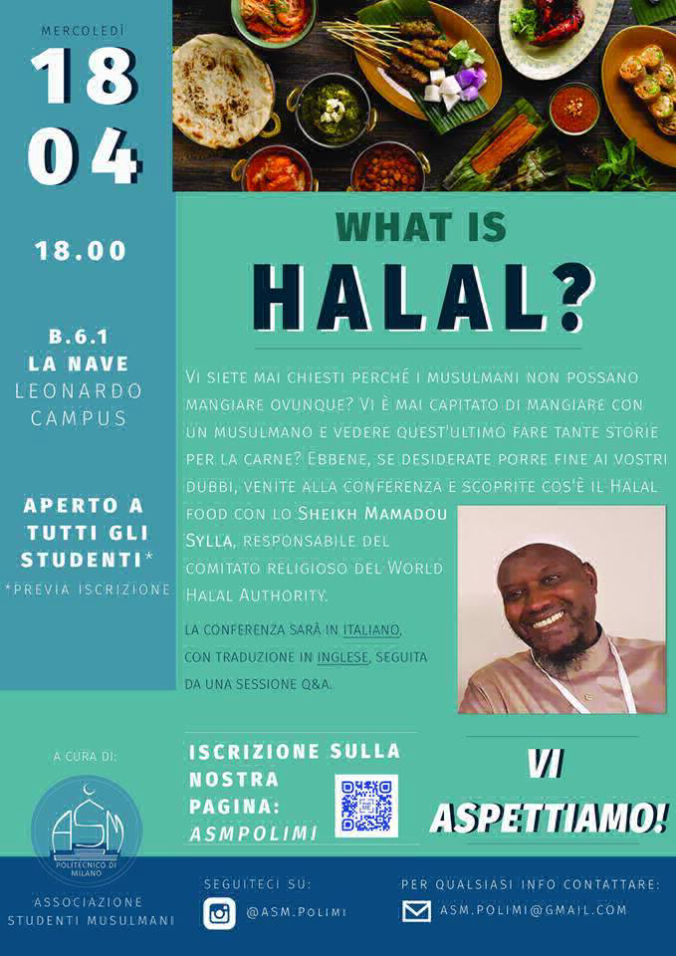 MERCOLEDÌ
18
04
18.00
B.6.1
LA NAVE
LEONARDO
CAMPUS
APERTO A
TUTTI GLI
STUDENTI*
*PREVIA ISCRIZIONE
WHAT IS
HALAL?
VI SIETE MAI CHIESTI PERCHÉ I MUSULMANI NON POSSANO
MANGIARE OVUNQUE? VI È MAI CAPITATO DI MANGIARE CON
UN MUSULMANO E VEDERE QUEST'ULTIMO FARE TANTE STORIE
PER LA CARNE? EBBENE, SE DESIDERATE PORRE FINE AI VOSTRI
DUBBI, VENITE ALLA CONFERENZA E SCOPRITE COS'È IL HALAL
FOOD CON LO SHEIKH MAMADOU
SYLLA, RESPONSABILE DEL
COMITATO RELIGIOSO DEL WORLD
HALAL AUTHORITY.
LA CONFERENZA SARÀ IN ITALIANO,
CON TRADUZIONE IN INGLESE, SEGUITA
DA UNA SESSIONE Q&A.
A CURA DI:
ASM
POLITECNICO DI
MILANO
ASSOCIAZIONE
STUDENTI MUSULMANI
ISCRIZIONE SULLA
NOSTRA
PAGINA:
ASMPOLIMI
VI
ASPETTIAMO!
SEGUITECI SU:
@ASM.POLIMI
PER QUALSIASI INFO CONTATTARE:
ASM.POLIMI@GMAIL.COM